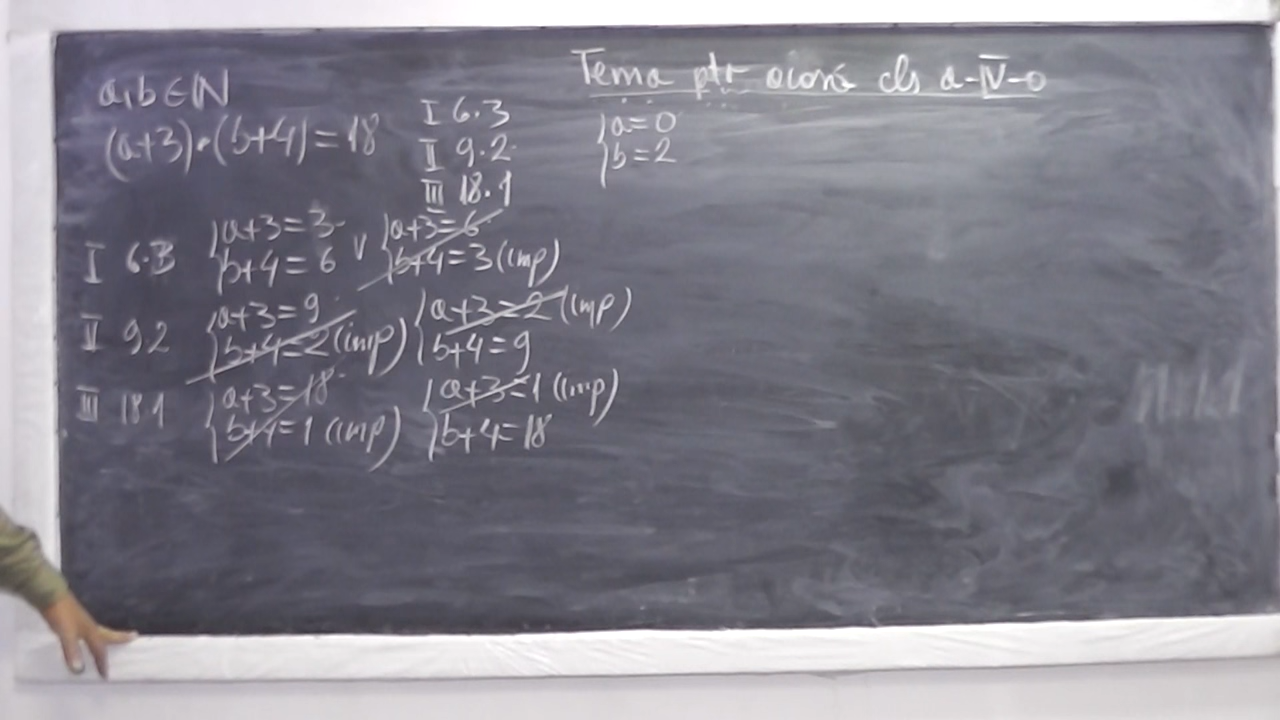 Tema ptr acasă cls a-IV-a
a,b∈ℕ
(a+3)•(b+4)=18
I 6·3
II 9·2
III 18·1
{a=0
{b=2
I 6·3 {a+3=3 V {a+3=6
{b+4=6 {b+4=3 (imp)
II 9·2 {a+3=9 {a+3=2 (imp)
{b+4=2 (imp) {b+4=9
III 18·1 {a+3=18 {a+3=1 (imp)
{b+4=1 (imp) {b+4=18